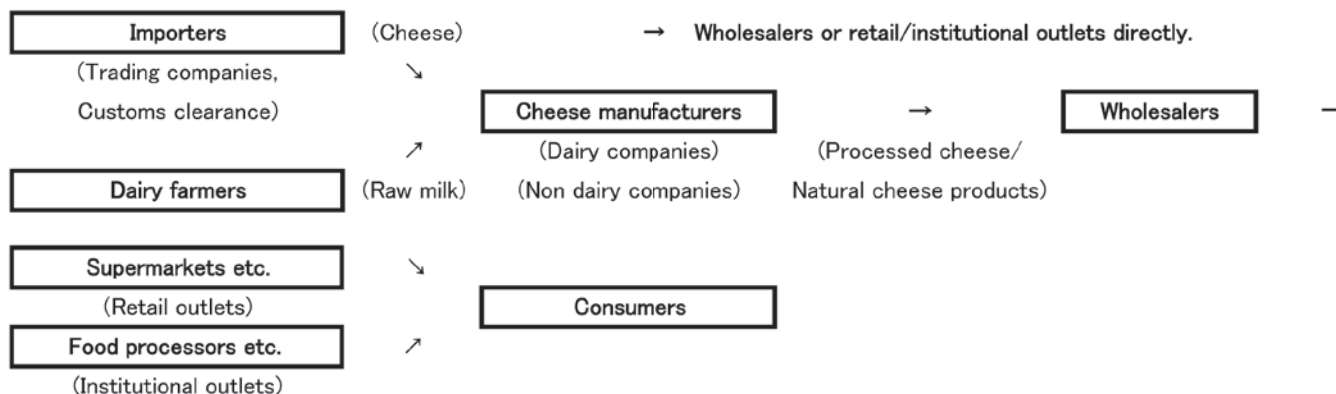 Importers (Cheese) → Wholesalers or retail/institutional outlets directly.
(Trading companies, ↘
Customs clearance) Cheese manufacturers → Wholesalers →
↗ (Dairy companies) (Processed cheese/
Dairy farmers (Raw milk) (Non dairy companies) Natural cheese products)
Supermarkets etc. ↘
(Retail outlets) Consumers
Food processors etc. ↗
(Institutional outlets)